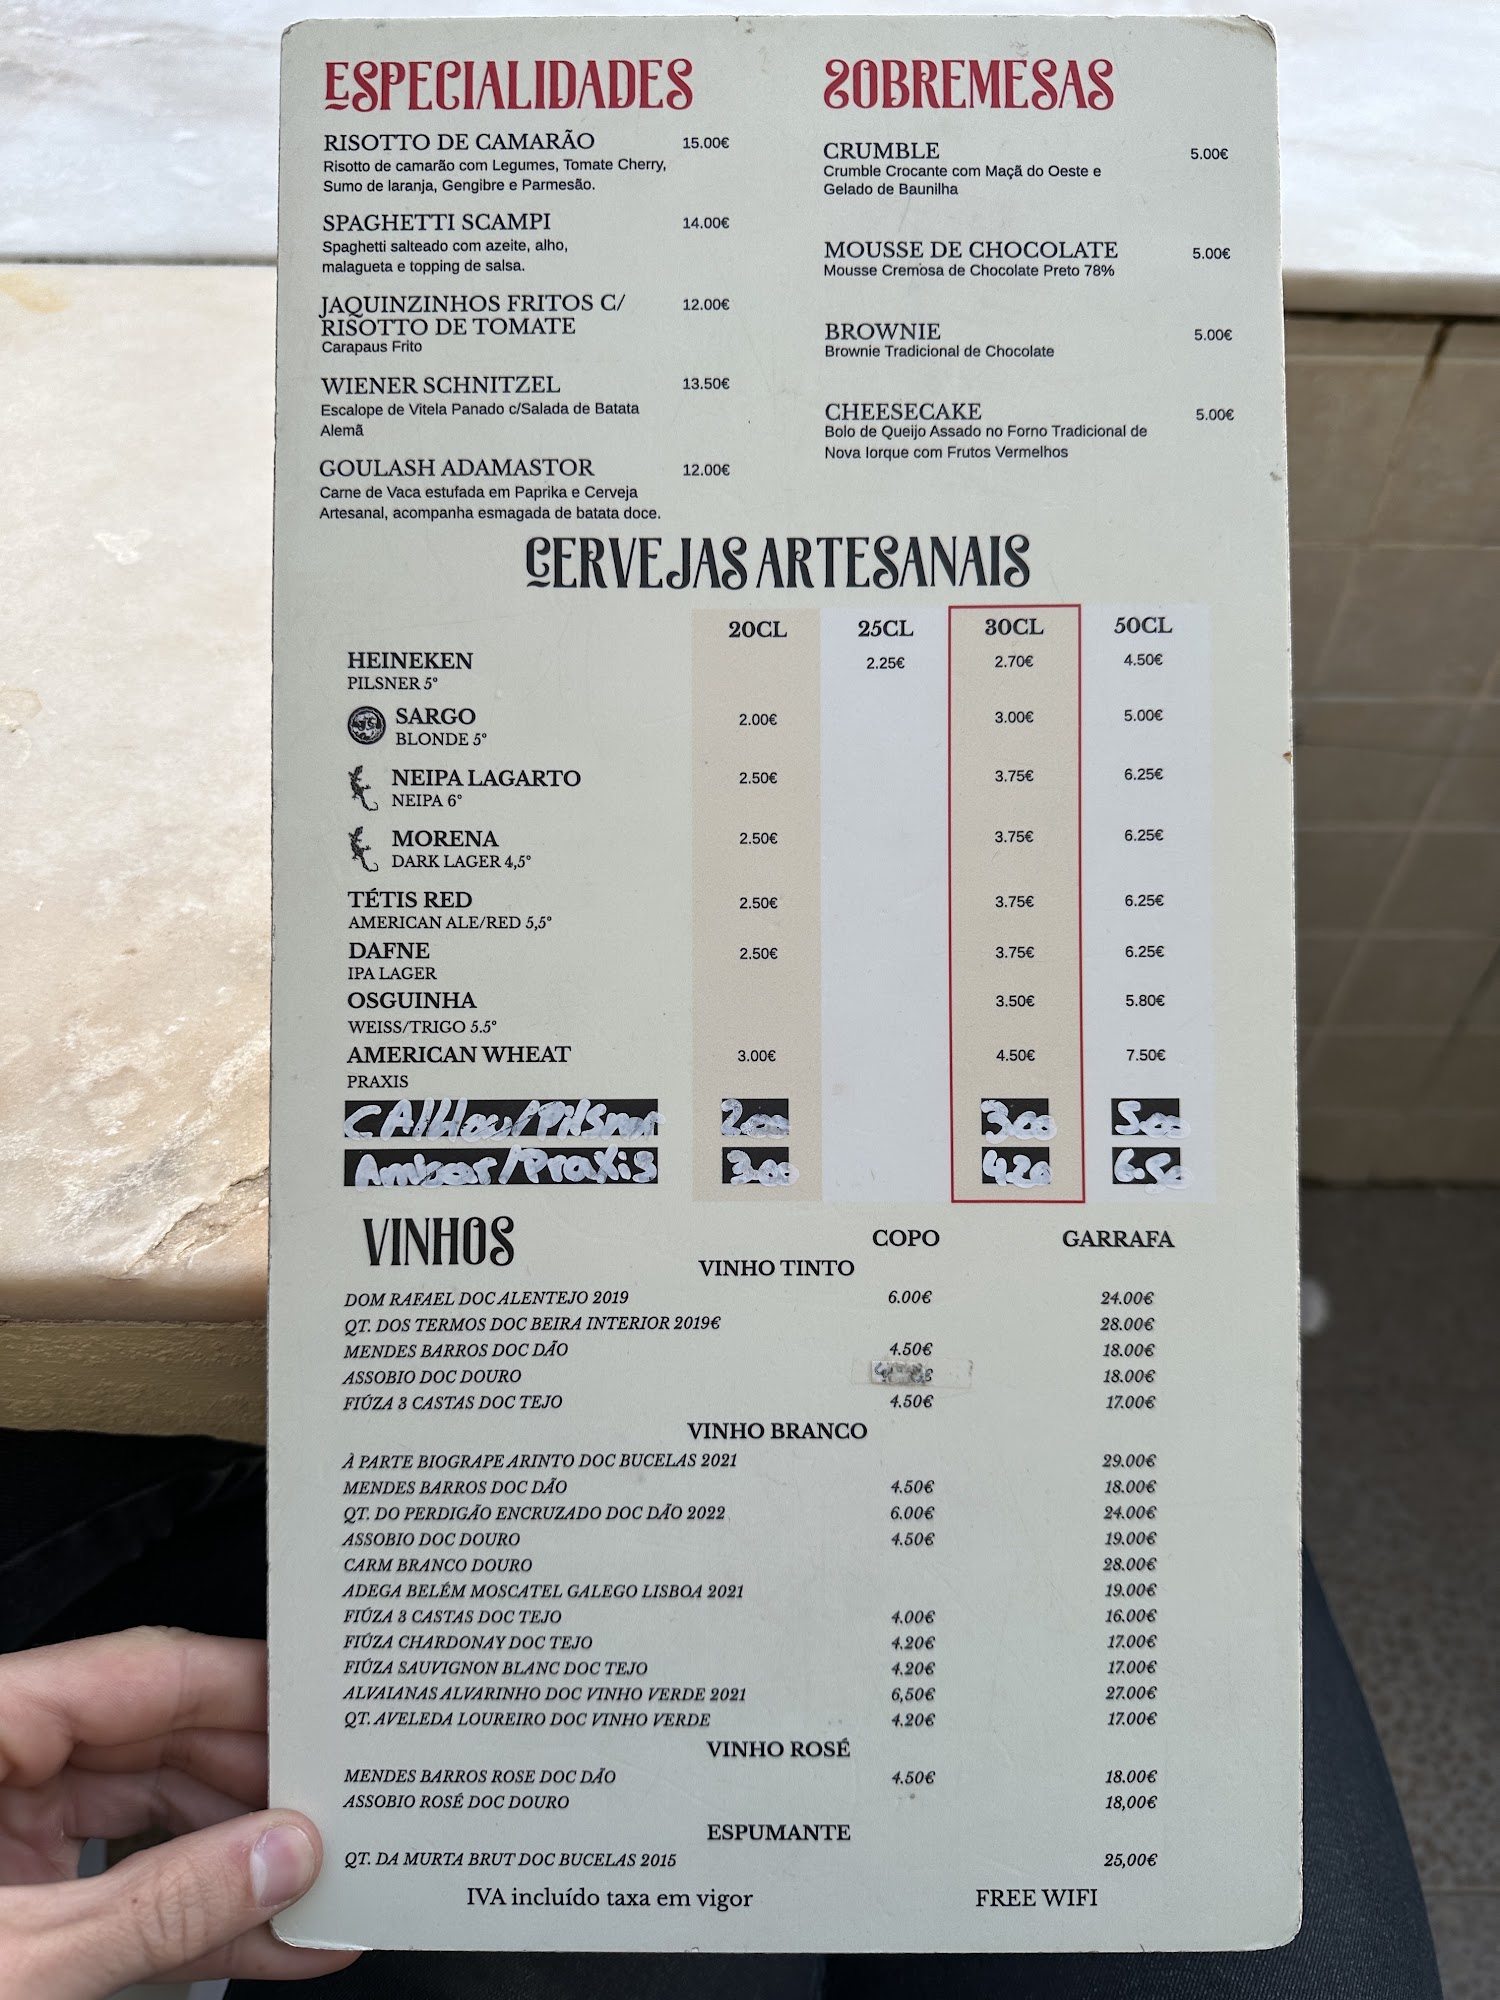 ESPECIALIDADES
RISOTTO DE CAMARÃO 15.00€
Risotto de camarão com Legumes, Tomate Cherry,
Sumo de laranja, Gengibre e Parmesão.
SPAGHETTI SCAMPI 14.00€
Spaghetti salteado com azeite, alho,
malagueta e topping de salsa.
JAQUINZINHOS FRITOS C/ 12.00€
RISOTTO DE TOMATE
Carapaus Frito
WIENER SCHNITZEL 13.50€
Escalope de Vitela Panado c/Salada de Batata
Alemã
GOULASH ADAMASTOR 12.00€
Carne de Vaca estufada em Paprika e Cerveja
Artesanal, acompanha esmagada de batata doce.
SOBREMESAS
CRUMBLE 5.00€
Crumble Crocante com Maçã do Oeste e
Gelado de Baunilha
MOUSSE DE CHOCOLATE 5.00€
Mousse Cremosa de Chocolate Preto 78%
BROWNIE 5.00€
Brownie Tradicional de Chocolate
CHEESECAKE 5.00€
Bolo de Queijo Assado no Forno Tradicional de
Nova Iorque com Frutos Vermelhos
CERVEJAS ARTESANAIS
20CL 25CL 30CL 50CL
HEINEKEN 2.25€ 2.70€ 4.50€
PILSNER 5°
SARGO 2.00€ 3.00€ 5.00€
BLONDE 5°
NEIPA LAGARTO 2.50€ 3.75€ 6.25€
NEIPA 6°
MORENA 2.50€ 3.75€ 6.25€
DARK LAGER 4,5°
TÉTIS RED 2.50€ 3.75€ 6.25€
AMERICAN ALE/RED 5,5°
DAFNE 2.50€ 3.75€ 6.25€
IPA LAGER
OSGUINHA 3.50€ 5.80€
WEISS/TRIGO 5.5°
AMERICAN WHEAT 3.00€ 4.50€ 7.50€
PRAXIS
Pilsner 200 300 500
Ambar/Praxis 3.00 4.20 6.50
VINHOS COPO GARRAFA
VINHO TINTO
DOM RAFAEL DOC ALENTEJO 2019 6.00€ 24.00€
QT. DOS TERMOS DOC BEIRA INTERIOR 2019€ 28.00€
MENDES BARROS DOC DÃO 4.50€ 18.00€
ASSOBIO DOC DOURO 18.00€
FIÚZA 3 CASTAS DOC TEJO 4.50€ 17.00€
VINHO BRANCO
À PARTE BIOGRAPE ARINTO DOC BUCELAS 2021 29.00€
MENDES BARROS DOC DÃO 4.50€ 18.00€
QT. DO PERDIGÃO ENCRUZADO DOC DÃO 2022 6.00€ 24.00€
ASSOBIO DOC DOURO 4.50€ 19.00€
CARM BRANCO DOURO 28.00€
ADEGA BELÉM MOSCATEL GALEGO LISBOA 2021 19.00€
FIÚZA 3 CASTAS DOC TEJO 4.00€ 16.00€
FIÚZA CHARDONAY DOC TEJO 4.20€ 17.00€
FIÚZA SAUVIGNON BLANC DOC TEJO 4.20€ 17.00€
ALVAIANAS ALVARINHO DOC VINHO VERDE 2021 6,50€ 27.00€
QT. AVELEDA LOUREIRO DOC VINHO VERDE 4.20€ 17.00€
VINHO ROSÉ
MENDES BARROS ROSE DOC DÃO 4.50€ 18.00€
ASSOBIO ROSÉ DOC DOURO 18,00€
ESPUMANTE
QT. DA MURTA BRUT DOC BUCELAS 2015 25,00€
IVA incluído taxa em vigor FREE WIFI